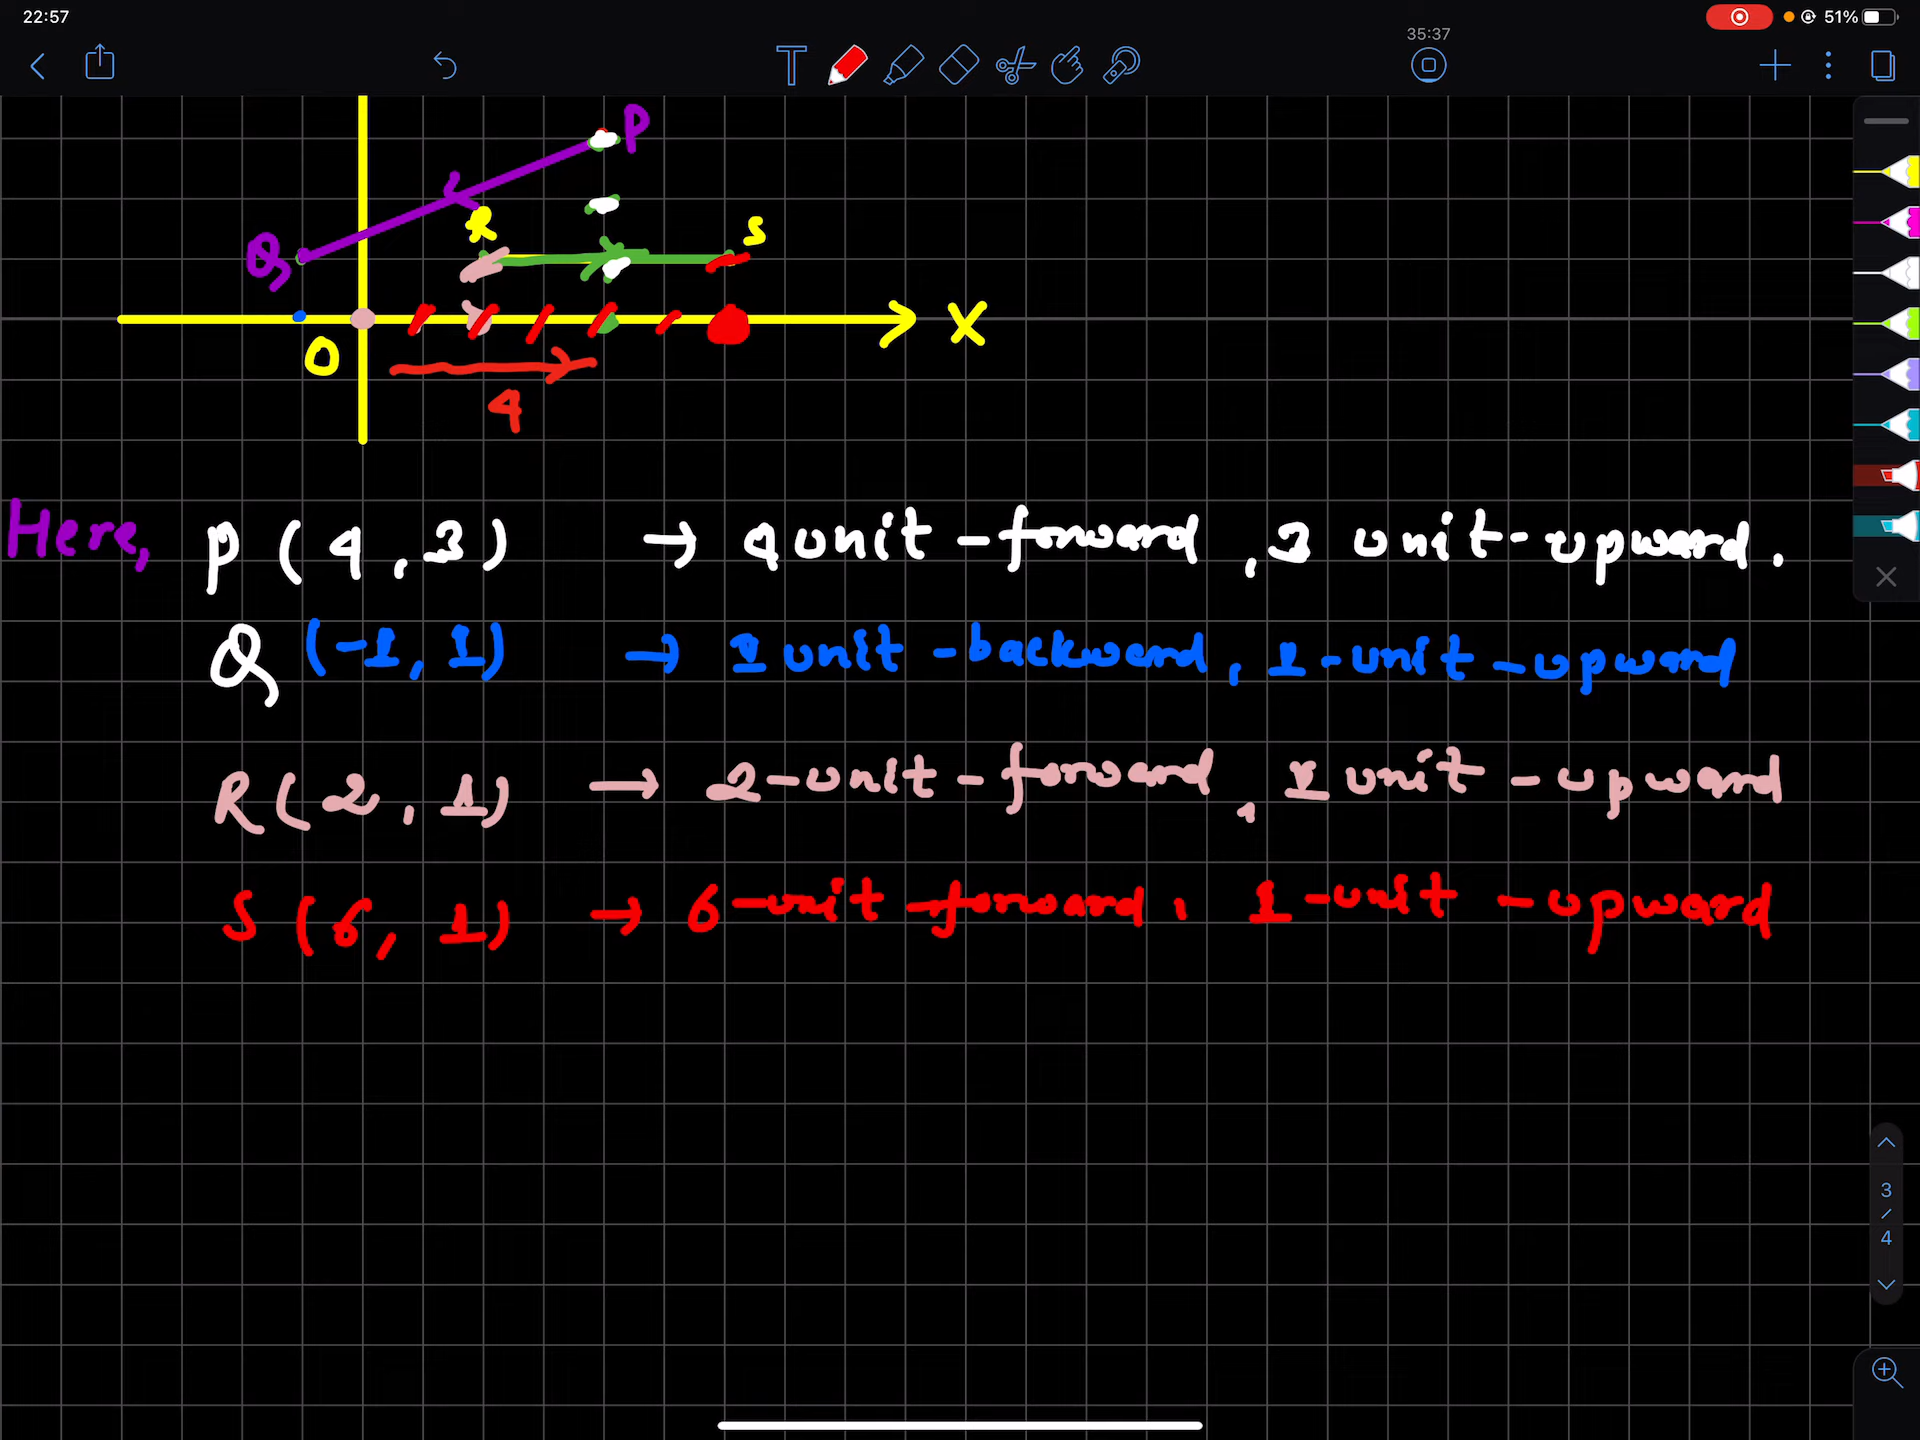 22:57
51%
35:37
P
R
S
Q
X
O
4
Here, P (4, 3) → 4 unit-forward, 3 unit-upward.
Q (-1, 1) → 1 unit-backward, 1-unit-upward
R (2, 1) → 2-unit-forward, 1 unit-upward
S (6, 1) → 6-unit-forward, 1-unit-upward
3
/
4